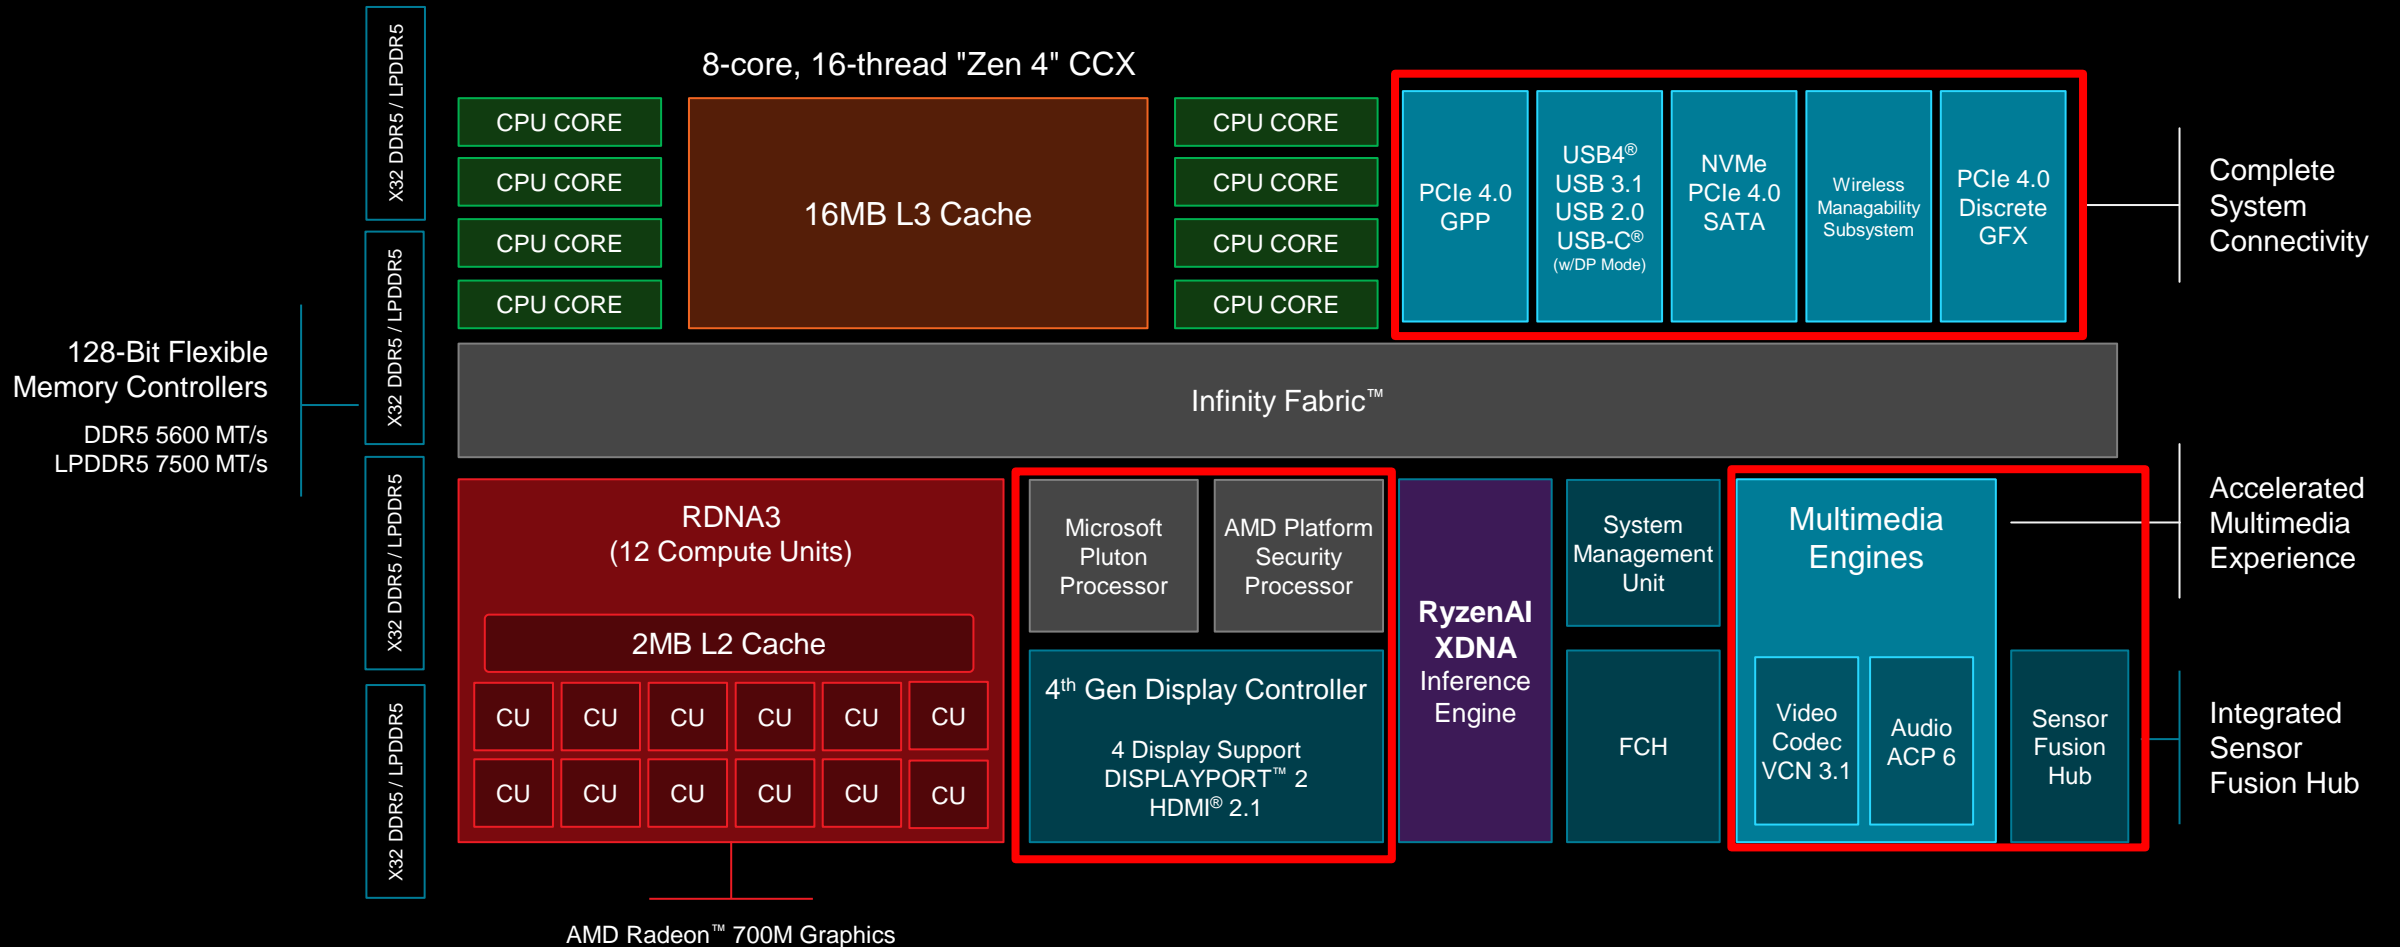 8-core, 16-thread "Zen 4" CCX
X32 DDR5 / LPDDR5
X32 DDR5 / LPDDR5
X32 DDR5 / LPDDR5
X32 DDR5 / LPDDR5
128-Bit Flexible
Memory Controllers
DDR5 5600 MT/s
LPDDR5 7500 MT/s
CPU CORE
CPU CORE
CPU CORE
CPU CORE
16MB L3 Cache
CPU CORE
CPU CORE
CPU CORE
CPU CORE
PCIe 4.0
GPP
USB4®
USB 3.1
USB 2.0
USB-C®
(w/DP Mode)
NVMe
PCIe 4.0
SATA
Wireless
Managability
Subsystem
PCIe 4.0
Discrete
GFX
Complete
System
Connectivity
Infinity Fabric™
RDNA3
(12 Compute Units)
2MB L2 Cache
CU CU CU CU CU CU
CU CU CU CU CU CU
AMD Radeon™ 700M Graphics
Microsoft
Pluton
Processor
AMD Platform
Security
Processor
4th Gen Display Controller
4 Display Support
DISPLAYPORT™ 2
HDMI® 2.1
RyzenAI
XDNA
Inference
Engine
System
Management
Unit
FCH
Multimedia
Engines
Video
Codec
VCN 3.1
Audio
ACP 6
Sensor
Fusion
Hub
Accelerated
Multimedia
Experience
Integrated
Sensor
Fusion Hub